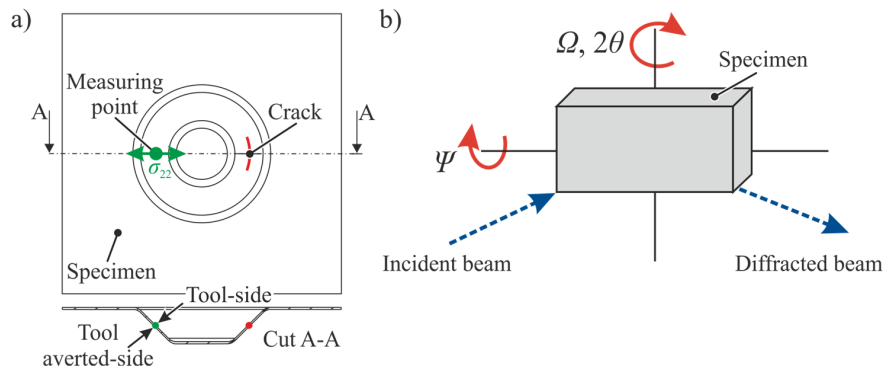 a)
Measuring
point
Crack
A
A
σ22
Specimen
Tool-side
Tool
averted-side
Cut A-A
b)
Ω, 2θ
Specimen
Ψ
Incident beam
Diffracted beam